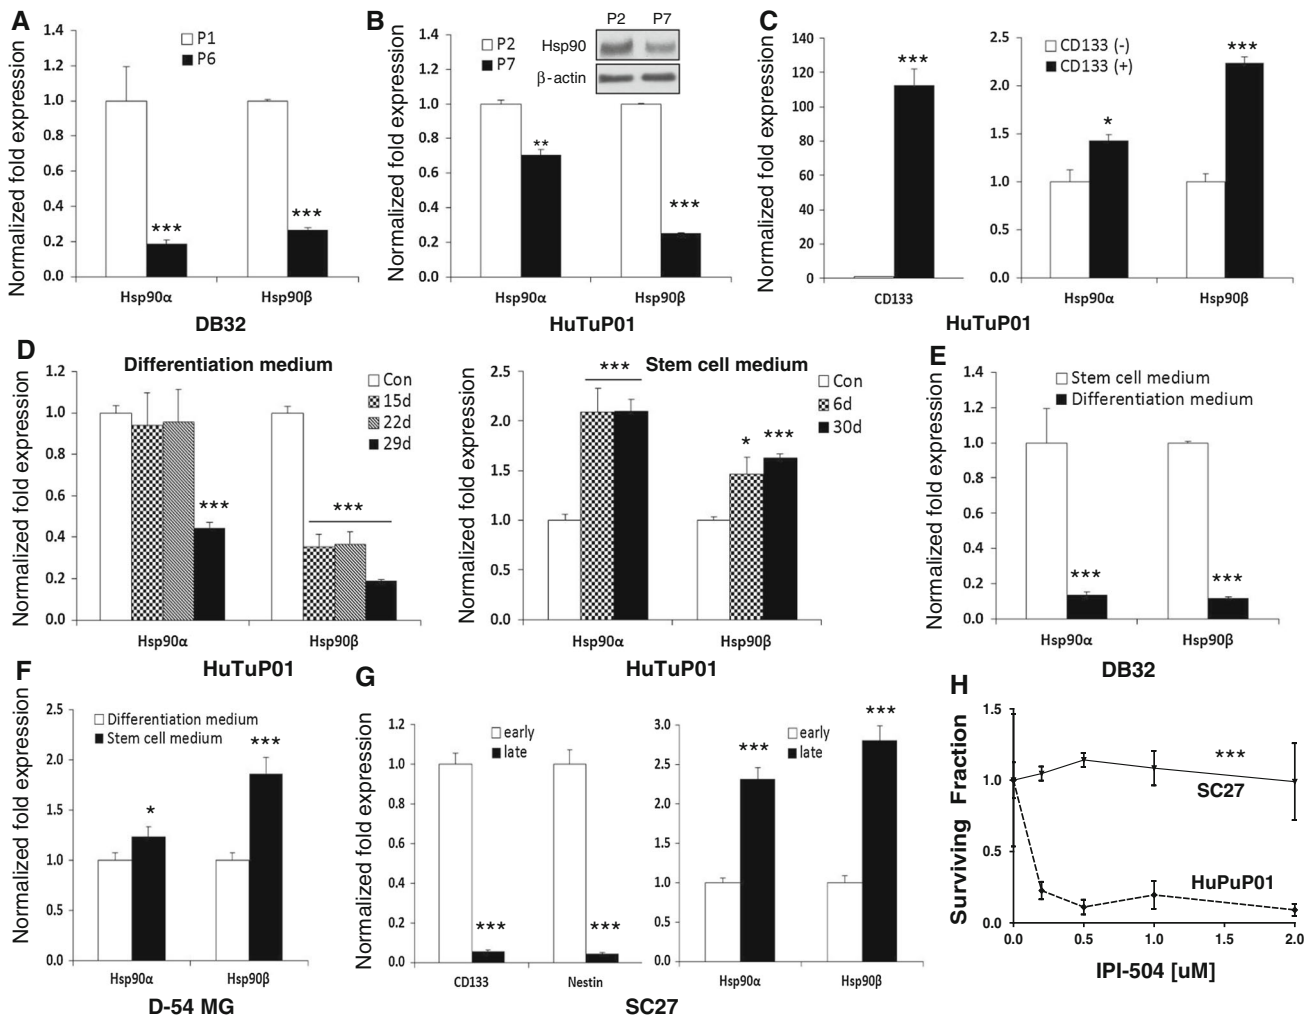 A
Normalized fold expression
1.4
1.2
1.0
0.8
0.6
0.4
0.2
0.0
P1
P6
***
***
Hsp90α
Hsp90β
DB32
B
Normalized fold expression
1.4
1.2
1.0
0.8
0.6
0.4
0.2
0.0
P2
P7
P2 P7
Hsp90
β-actin
**
***
Hsp90α
Hsp90β
HuTuP01
C
Normalized fold expression
140
120
100
80
60
40
20
0
***
CD133
2.5
2.0
1.5
1.0
0.5
0.0
CD133 (-)
CD133 (+)
*
***
Hsp90α
Hsp90β
HuTuP01
D
Differentiation medium
Normalized fold expression
1.2
1.0
0.8
0.6
0.4
0.2
0.0
Con
15d
22d
29d
***
***
Hsp90α
Hsp90β
HuTuP01
Stem cell medium
Normalized fold expression
2.5
2.0
1.5
1.0
0.5
0.0
Con
6d
30d
***
*
***
Hsp90α
Hsp90β
HuTuP01
E
Normalized fold expression
1.4
1.2
1.0
0.8
0.6
0.4
0.2
0.0
Stem cell medium
Differentiation medium
***
***
Hsp90α
Hsp90β
DB32
F
Normalized fold expression
2.5
2.0
1.5
1.0
0.5
0.0
Differentiation medium
Stem cell medium
*
***
Hsp90α
Hsp90β
D-54 MG
G
Normalized fold expression
1.2
1.0
0.8
0.6
0.4
0.2
0.0
early
late
***
***
CD133
Nestin
3.0
2.5
2.0
1.5
1.0
0.5
0.0
early
late
***
***
Hsp90α
Hsp90β
SC27
H
Surviving Fraction
1.5
1.0
0.5
0.0
***
SC27
HuPuP01
0.0
0.5
1.0
1.5
2.0
IPI-504 [uM]